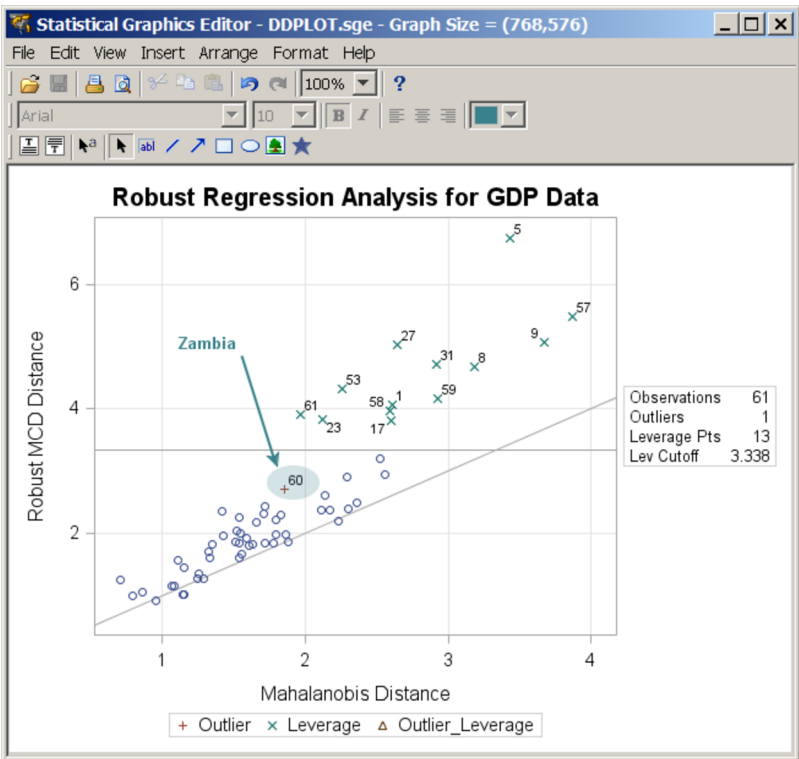 Statistical Graphics Editor - DDPLOT.sge - Graph Size = (768,576)
File Edit View Insert Arrange Format Help
100% ?
Arial 10 B I
a abl
Robust Regression Analysis for GDP Data
5
6
57
Zambia
27
9
31
8
53
59
1
58
61
4
23
17
Observations 61
Outliers 1
Leverage Pts 13
Lev Cutoff 3.338
60
2
Robust MCD Distance
1 2 3 4
Mahalanobis Distance
+ Outlier × Leverage △ Outlier_Leverage